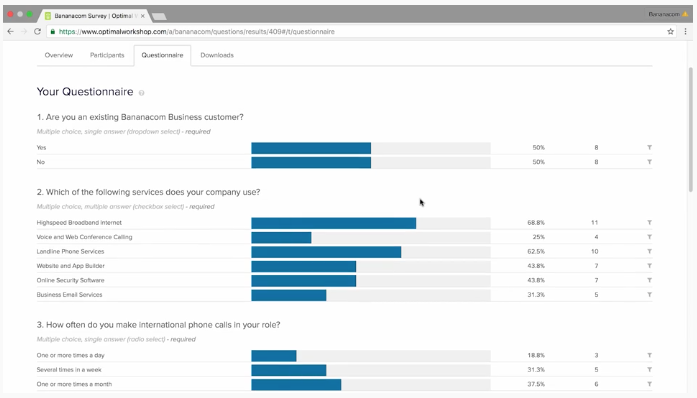 Bananacom Survey | Optimal
Bananacom
https://www.optimalworkshop.com/a/bananacom/questions/results/409#/t/questionnaire
Overview Participants Questionnaire Downloads
Your Questionnaire
1. Are you an existing Bananacom Business customer?
Multiple choice, single answer (dropdown select) - required
Yes 50% 8
No 50% 8
2. Which of the following services does your company use?
Multiple choice, multiple answer (checkbox select) - required
Highspeed Broadband Internet 68.8% 11
Voice and Web Conference Calling 25% 4
Landline Phone Services 62.5% 10
Website and App Builder 43.8% 7
Online Security Software 43.8% 7
Business Email Services 31.3% 5
3. How often do you make international phone calls in your role?
Multiple choice, single answer (radio select) - required
One or more times a day 18.8% 3
Several times in a week 31.3% 5
One or more times a month 37.5% 6